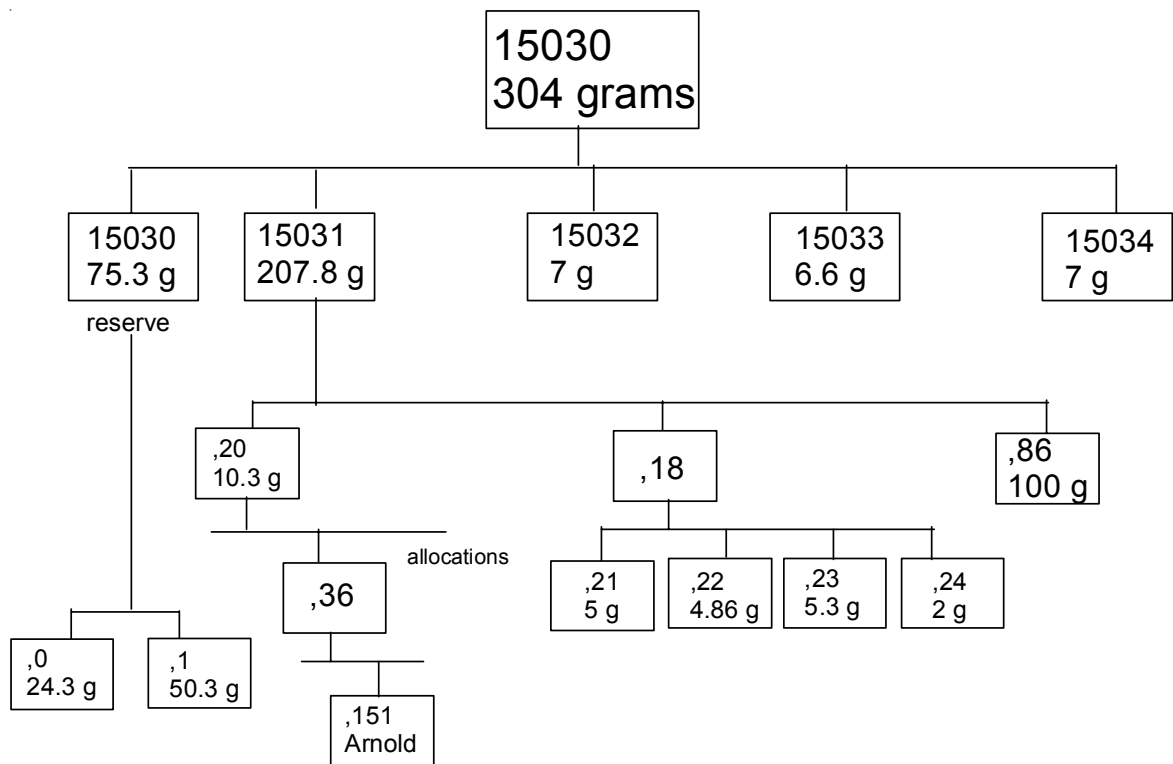 15030
304 grams
15030
75.3 g
reserve
15031
207.8 g
15032
7 g
15033
6.6 g
15034
7 g
,20
10.3 g
,18
,86
100 g
allocations
,36
,21
5 g
,22
4.86 g
,23
5.3 g
,24
2 g
,0
24.3 g
,1
50.3 g
,151
Arnold